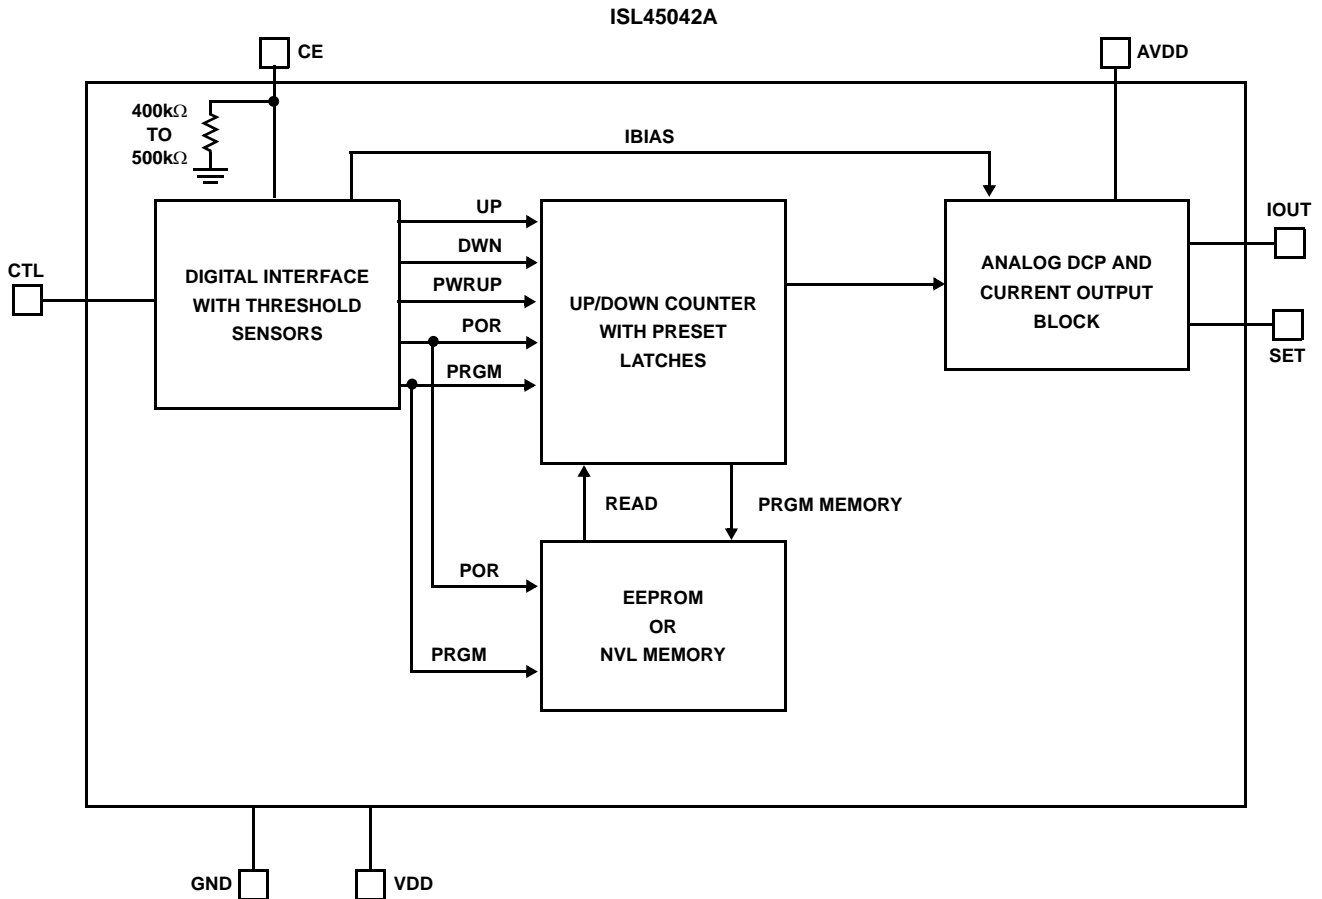 ISL45042A
CE
AVDD
400kΩ
TO
500kΩ
IBIAS
UP
DWN
PWRUP
POR
PRGM
IOUT
CTL
DIGITAL INTERFACE
WITH THRESHOLD
SENSORS
UP/DOWN COUNTER
WITH PRESET
LATCHES
ANALOG DCP AND
CURRENT OUTPUT
BLOCK
SET
READ
PRGM MEMORY
POR
PRGM
EEPROM
OR
NVL MEMORY
GND
VDD